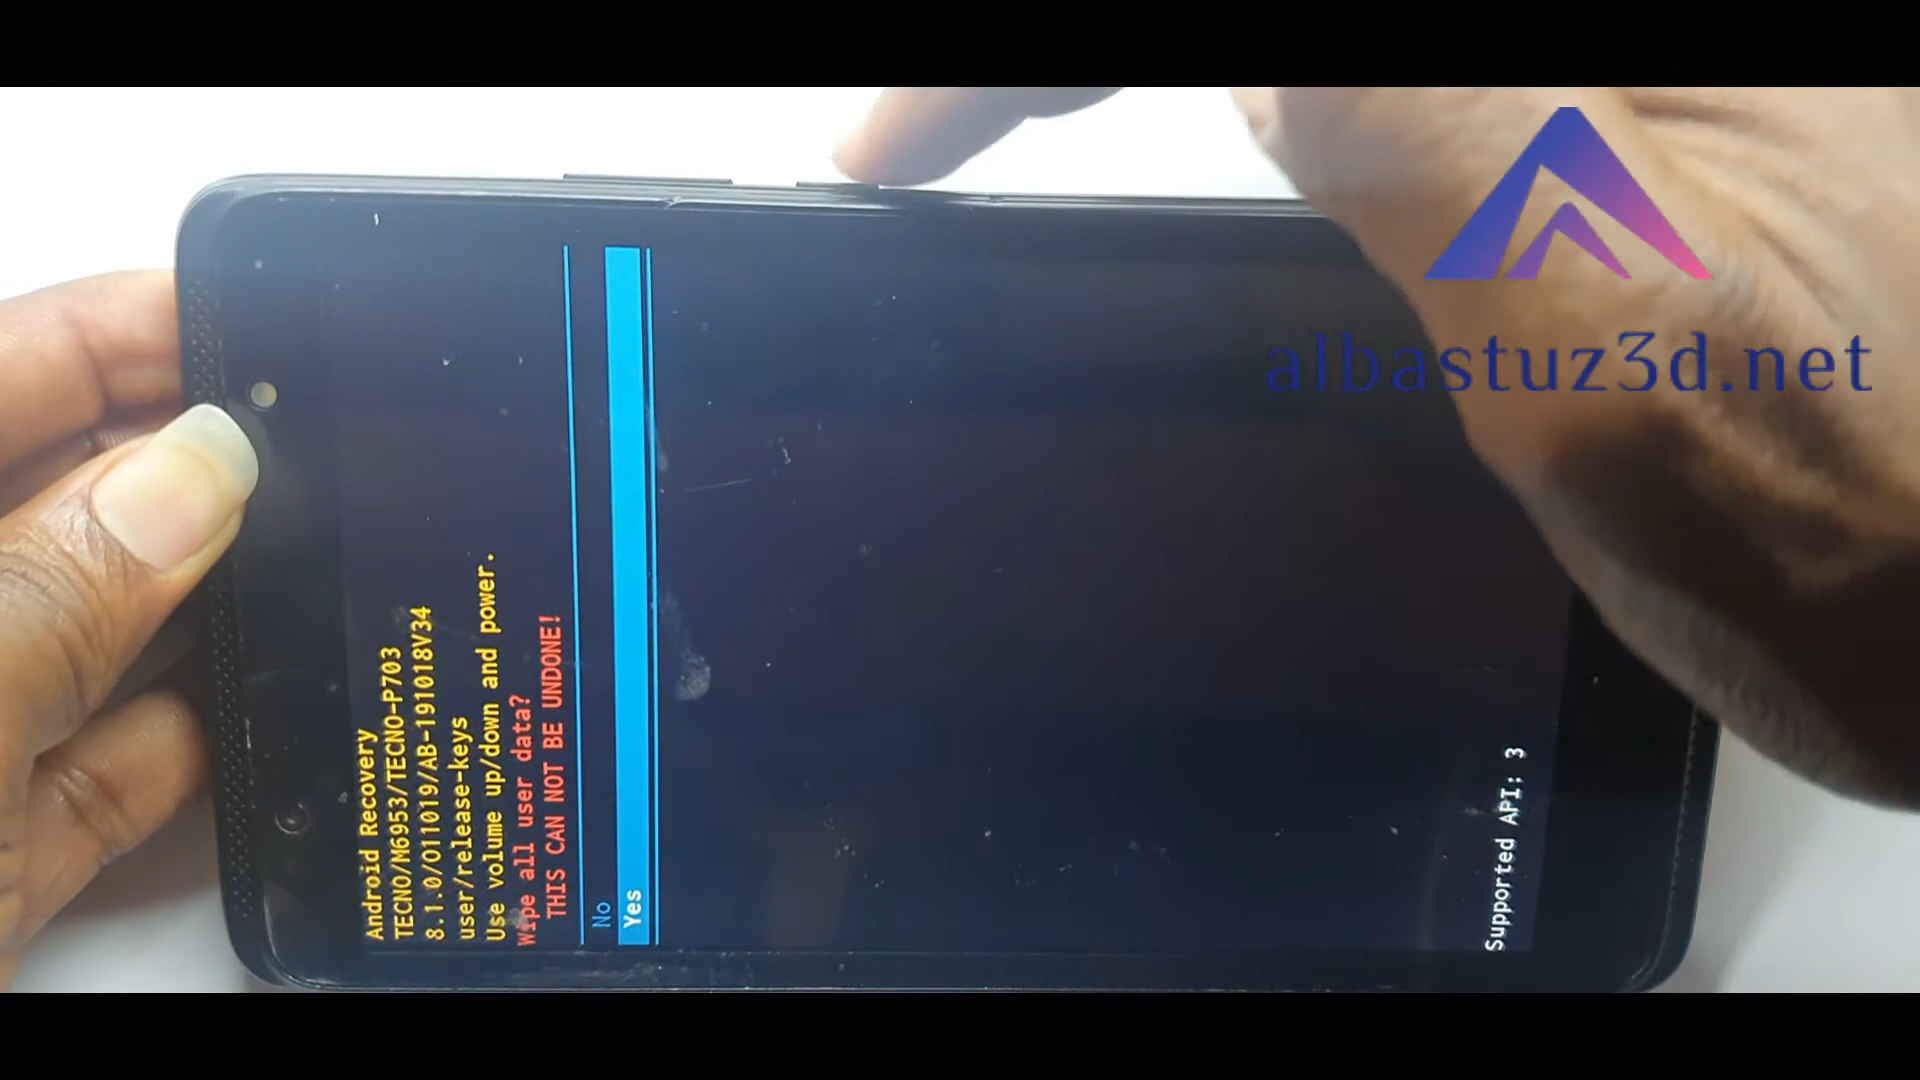 Android Recovery
TECNO/M6953/TECNO-P703
8.1.0/O11019/AB-191018V34
user/release-keys
Use volume up/down and power.
Wipe all user data?
THIS CAN NOT BE UNDONE!
No
Yes
Supported API: 3
albastuz3d.net